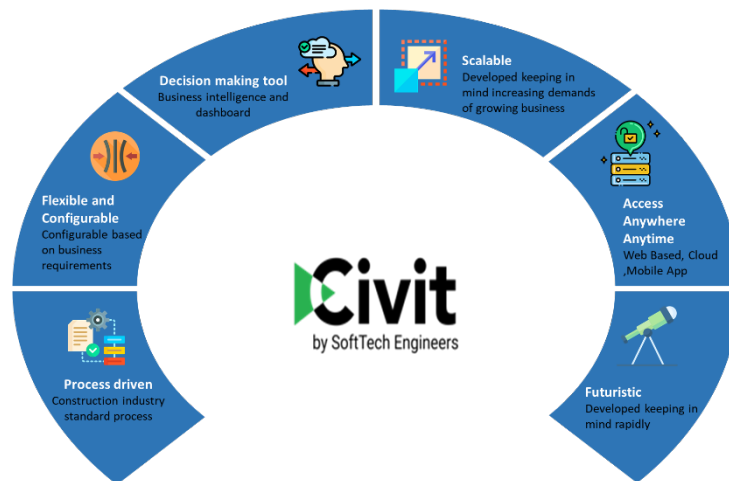 Decision making tool
Business intelligence and
dashboard
Scalable
Developed keeping in
mind increasing demands
of growing business
Flexible and
Configurable
Configurable based
on business
requirements
Access
Anywhere
Anytime
Web Based, Cloud
,Mobile App
Process driven
Construction industry
standard process
Futuristic
Developed keeping in
mind rapidly
Civit
by SoftTech Engineers